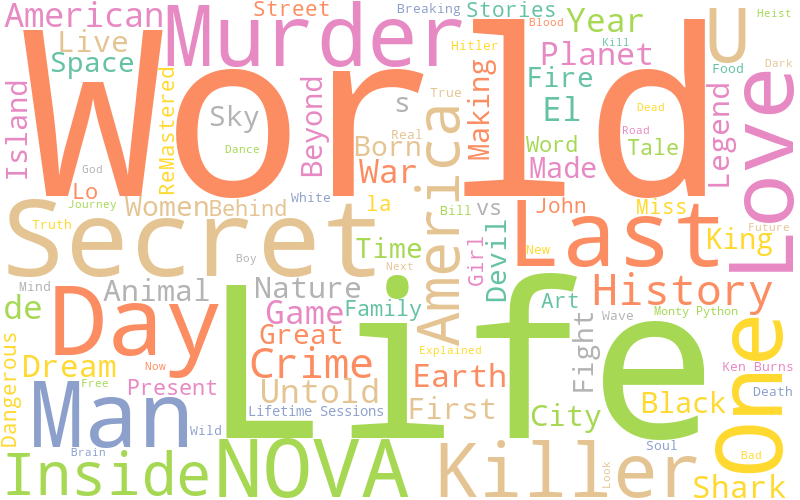 American
Street
Breaking
Stories
Year
Heist
Live
Murder
Blood
U
Hitler
Planet
Kill
Space
World
Fire
Food
Dark
Island
ReMastered
Beyond
True
Making
El
Dead
Legend
Love
Sky
s
Real
Road
Dance
Born
Word
Tale
God
War
Made
Lo
Journey
White
Women
Behind
la
America
Bill
vs
John
Miss
Secret
Truth
Time
Girl
Devil
Last
King
Future
New
Boy
Next
Mind
Animal
Nature
Life
Art
History
de
Day
Game
Family
Wave
Monty Python
Great
Fight
One
Dangerous
Dream
Now
Crime
Explained
Earth
Ken Burns
Free
Present
Untold
First
Black
Death
Man
Lifetime Sessions
City
Wild
Brain
Soul
Bad
Inside
NOVA
Killer
Look
Shark